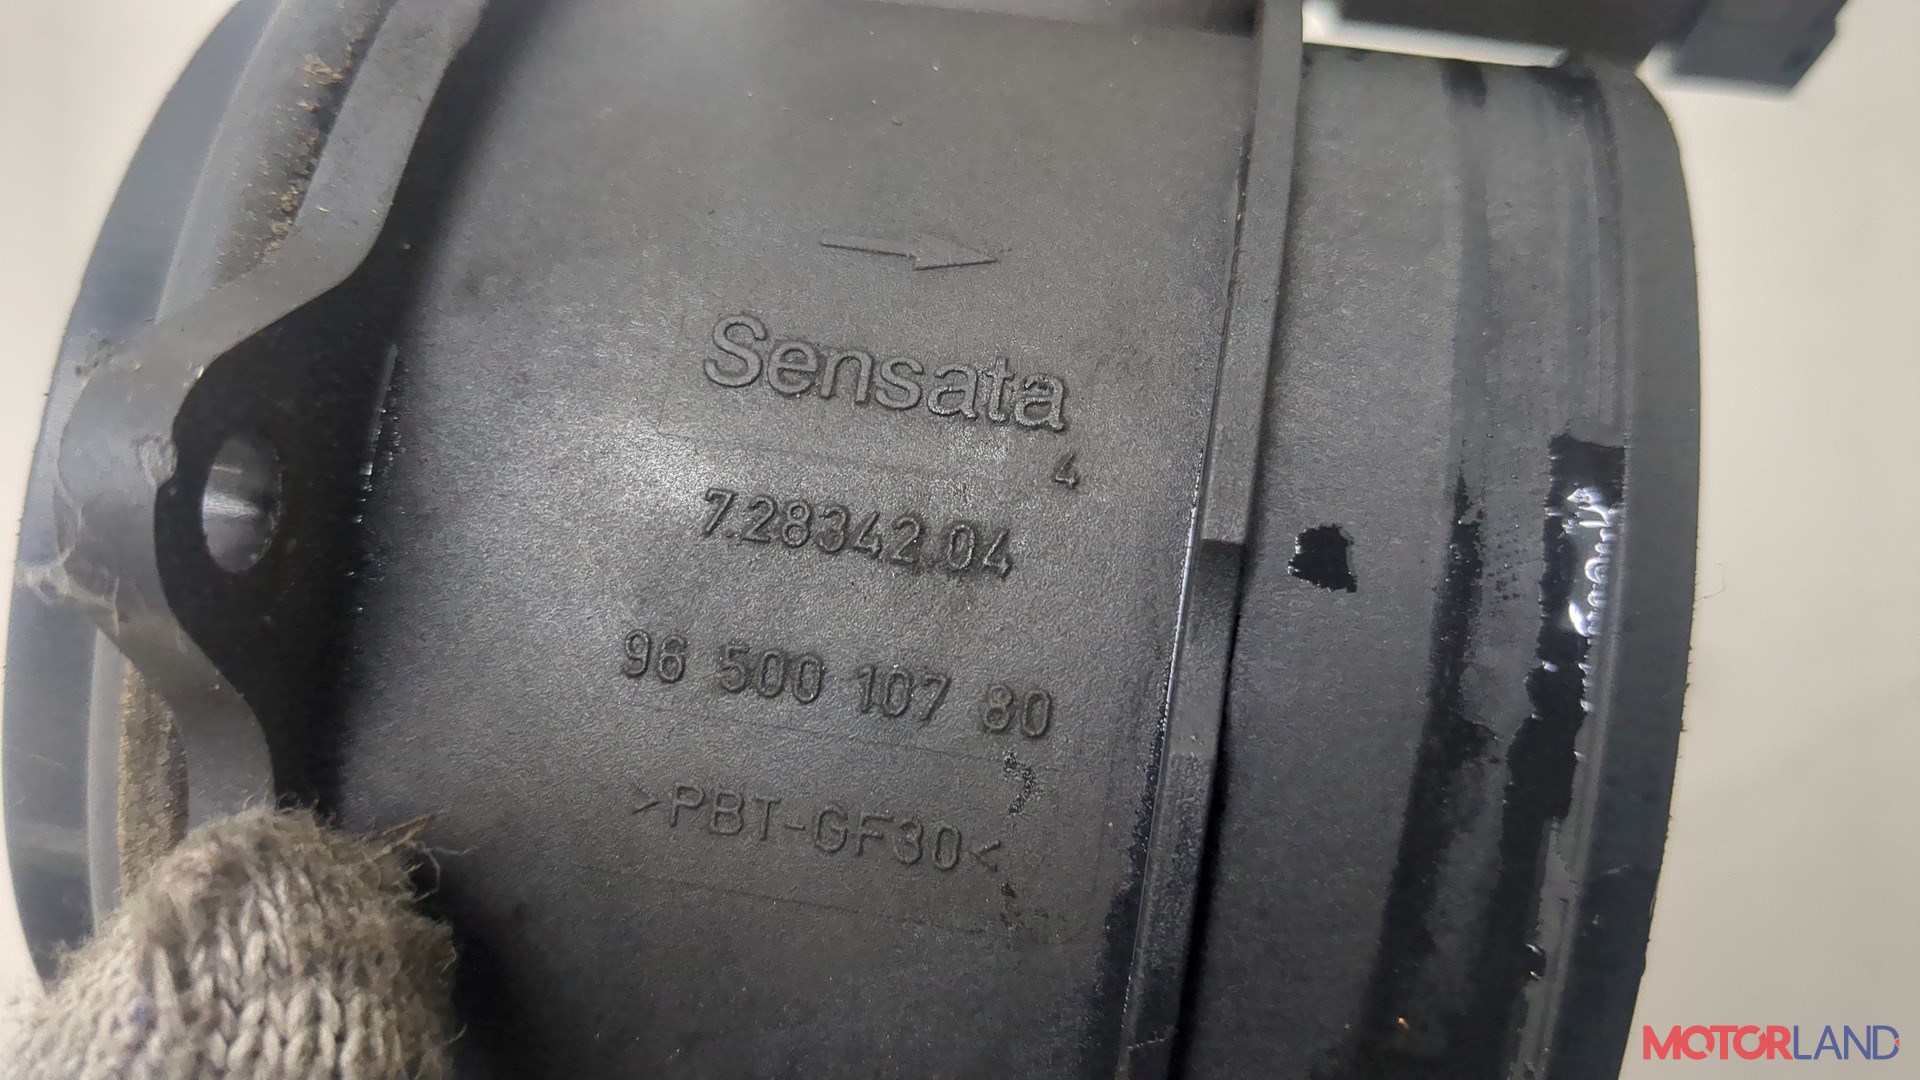 Sensata
4
7.28342.04
96 500 107 80
>PBT-GF30<
MOTORLAND